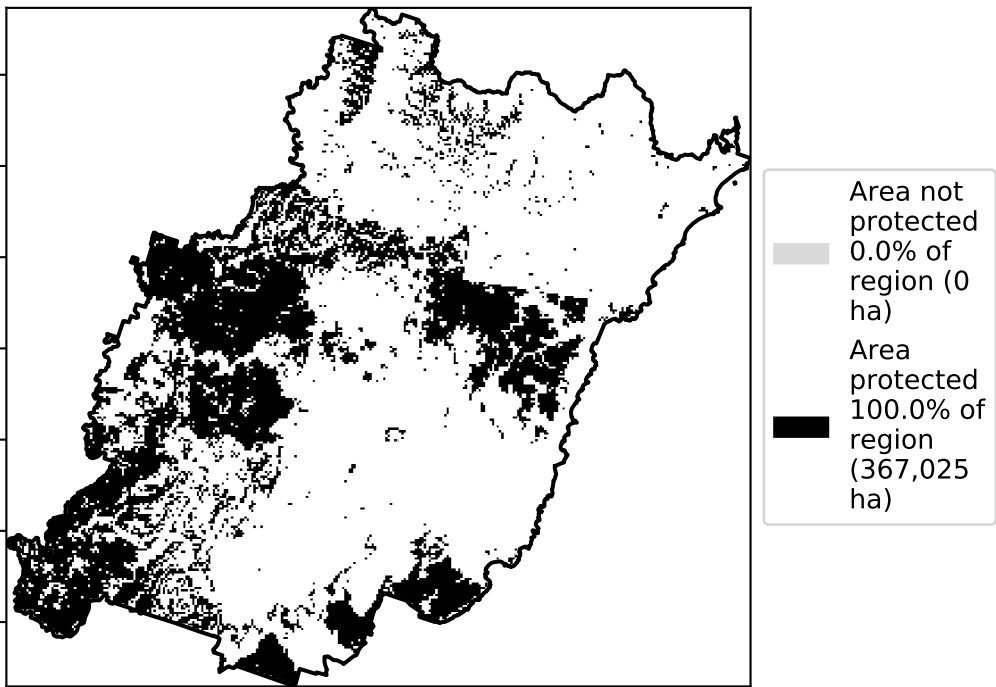 Area not
protected
0.0% of
region (0
ha)
Area
protected
100.0% of
region
(367,025
ha)